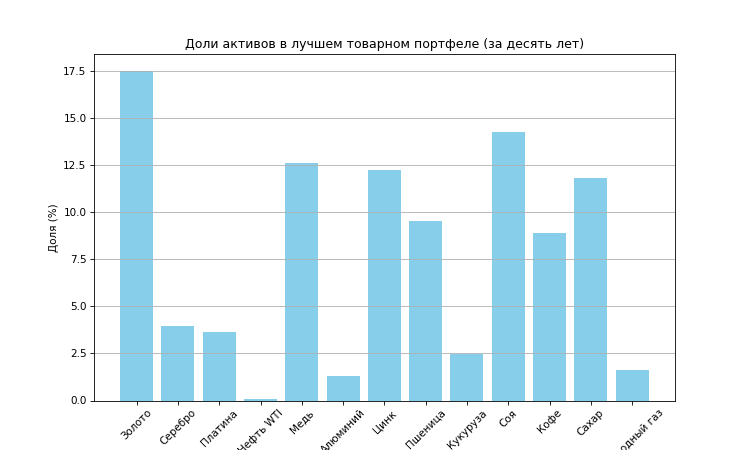 Доли активов в лучшем товарном портфеле (за десять лет)
Доля (%)
17.5
15.0
12.5
10.0
7.5
5.0
2.5
0.0
Золото
Серебро
Платина
Нефть WTI
Медь
Алюминий
Цинк
Пшеница
Кукуруза
Соя
Кофе
Сахар
газ